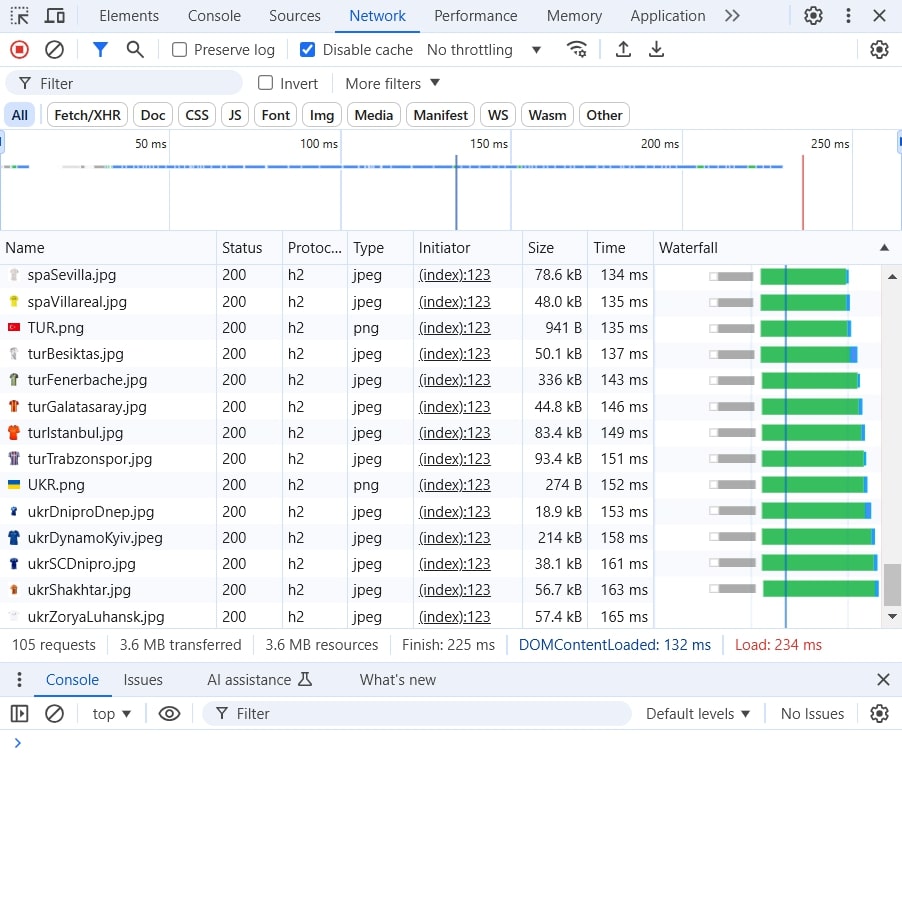 Elements Console Sources Network Performance Memory Application
Preserve log Disable cache No throttling
Filter Invert More filters
All Fetch/XHR Doc CSS JS Font Img Media Manifest WS Wasm Other
50 ms 100 ms 150 ms 200 ms 250 ms
Name Status Protoc... Type Initiator Size Time Waterfall
spaSevilla.jpg 200 h2 jpeg (index):123 78.6 kB 134 ms
spaVillareal.jpg 200 h2 jpeg (index):123 48.0 kB 135 ms
TUR.png 200 h2 png (index):123 941 B 135 ms
turBesiktas.jpg 200 h2 jpeg (index):123 50.1 kB 137 ms
turFenerbache.jpg 200 h2 jpeg (index):123 336 kB 143 ms
turGalatasaray.jpg 200 h2 jpeg (index):123 44.8 kB 146 ms
turIstanbul.jpg 200 h2 jpeg (index):123 83.4 kB 149 ms
turTrabzonspor.jpg 200 h2 jpeg (index):123 93.4 kB 151 ms
UKR.png 200 h2 png (index):123 274 B 152 ms
ukrDniproDnep.jpg 200 h2 jpeg (index):123 18.9 kB 153 ms
ukrDynamoKyiv.jpeg 200 h2 jpeg (index):123 214 kB 158 ms
ukrSCDnipro.jpg 200 h2 jpeg (index):123 38.1 kB 161 ms
ukrShakhtar.jpg 200 h2 jpeg (index):123 56.7 kB 163 ms
ukrZoryaLuhansk.jpg 200 h2 jpeg (index):123 57.4 kB 165 ms
105 requests 3.6 MB transferred 3.6 MB resources Finish: 225 ms DOMContentLoaded: 132 ms Load: 234 ms
Console Issues AI assistance What's new
top Filter Default levels No Issues